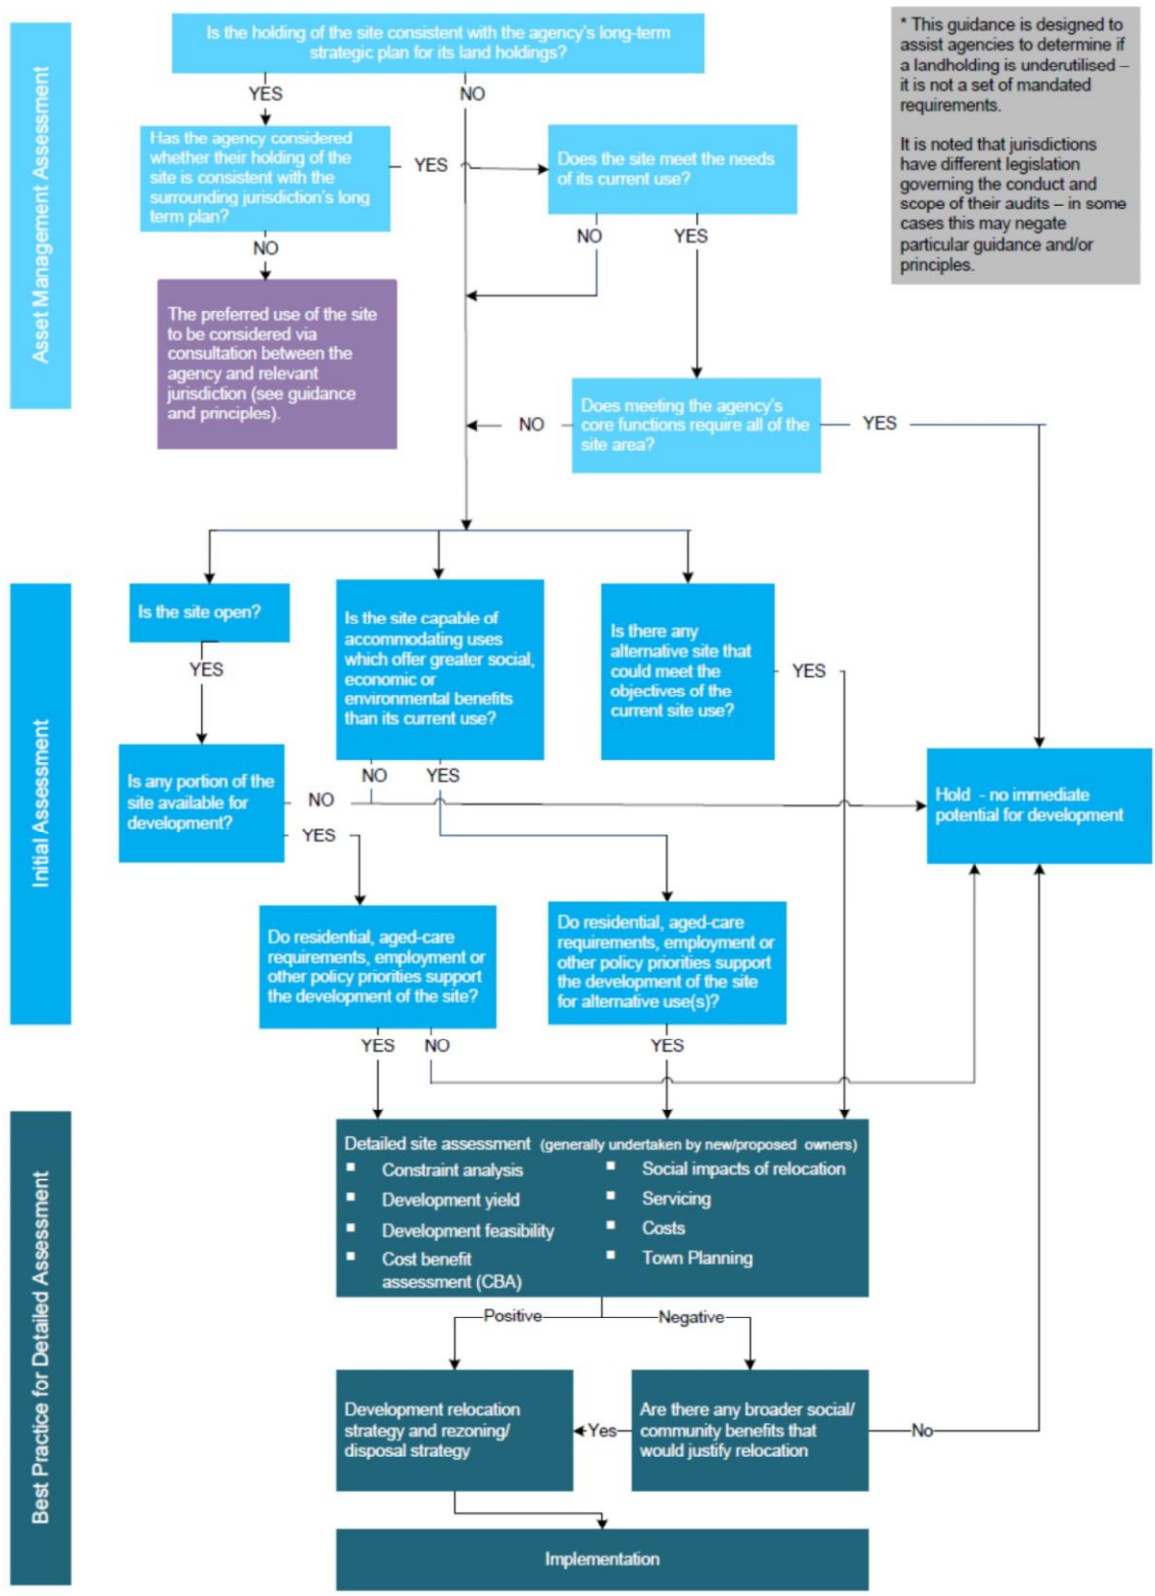 Asset Management Assessment
Is the holding of the site consistent with the agency's long-term
strategic plan for its land holdings?
YES
NO
Has the agency considered
whether their holding of the
site is consistent with the
surrounding jurisdiction's long
term plan?
YES
Does the site meet the needs
of its current use?
NO
NO
YES
The preferred use of the site
to be considered via
consultation between the
agency and relevant
jurisdiction (see guidance
and principles).
Does meeting the agency's
core functions require all of the
site area?
NO
YES
* This guidance is designed to
assist agencies to determine if
a landholding is underutilised –
it is not a set of mandated
requirements.
It is noted that jurisdictions
have different legislation
governing the conduct and
scope of their audits – in some
cases this may negate
particular guidance and/or
principles.
Initial Assessment
Is the site open?
YES
Is the site capable of
accommodating uses
which offer greater social,
economic or
environmental benefits
than its current use?
NO
YES
Is there any
alternative site that
could meet the
objectives of the
current site use?
YES
Is any portion of the
site available for
development?
NO
YES
Hold - no immediate
potential for development
Do residential, aged-care
requirements, employment or
other policy priorities support
the development of the site?
YES
NO
Do residential, aged-care
requirements, employment or
other policy priorities support
the development of the site
for alternative use(s)?
YES
Best Practice for Detailed Assessment
Detailed site assessment (generally undertaken by new/proposed owners)
▪ Constraint analysis
▪ Development yield
▪ Development feasibility
▪ Cost benefit
assessment (CBA)
▪ Social impacts of relocation
▪ Servicing
▪ Costs
▪ Town Planning
Positive
Negative
Development relocation
strategy and rezoning/
disposal strategy
Yes
Are there any broader social/
community benefits that
would justify relocation
No
Implementation